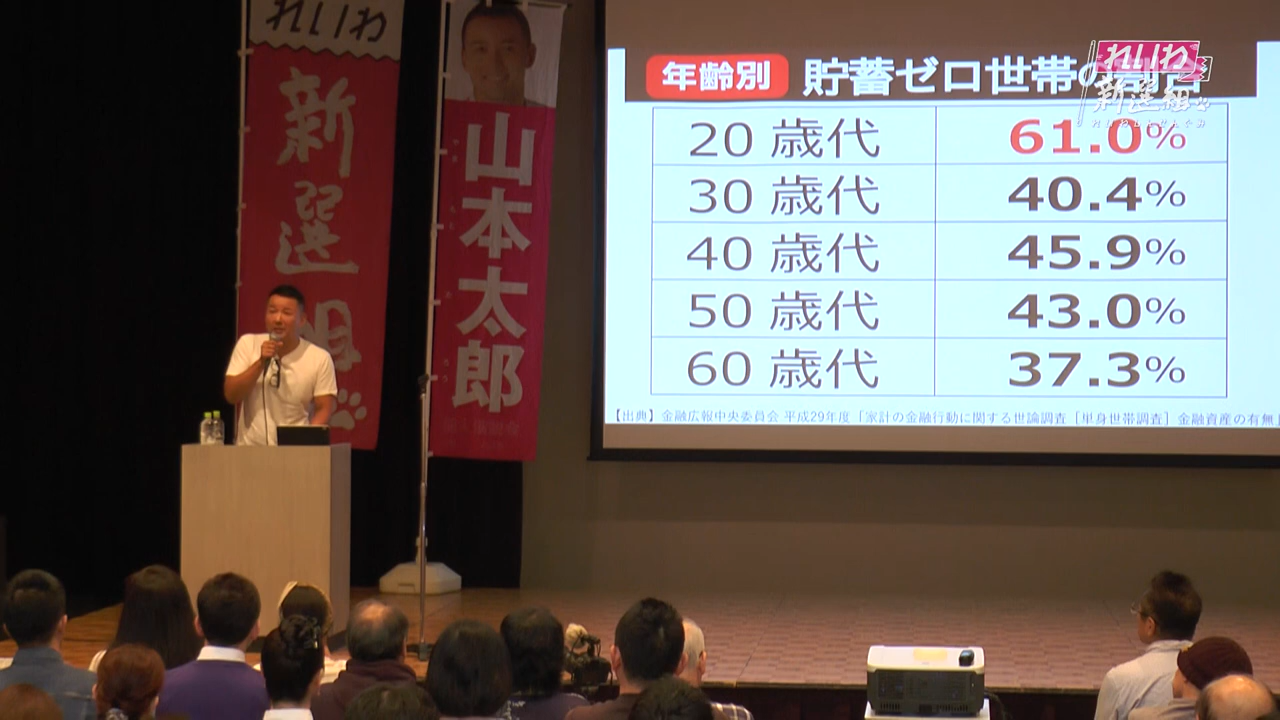 れいわ
新選組
山本太郎
年齢別 貯蓄ゼロ世帯の割合
20 歳代 61.0%
30 歳代 40.4%
40 歳代 45.9%
50 歳代 43.0%
60 歳代 37.3%
【出典】金融広報中央委員会 平成29年度「家計の金融行動に関する世論調査［単身世帯調査］金融資産の有無
れいわ
新選組